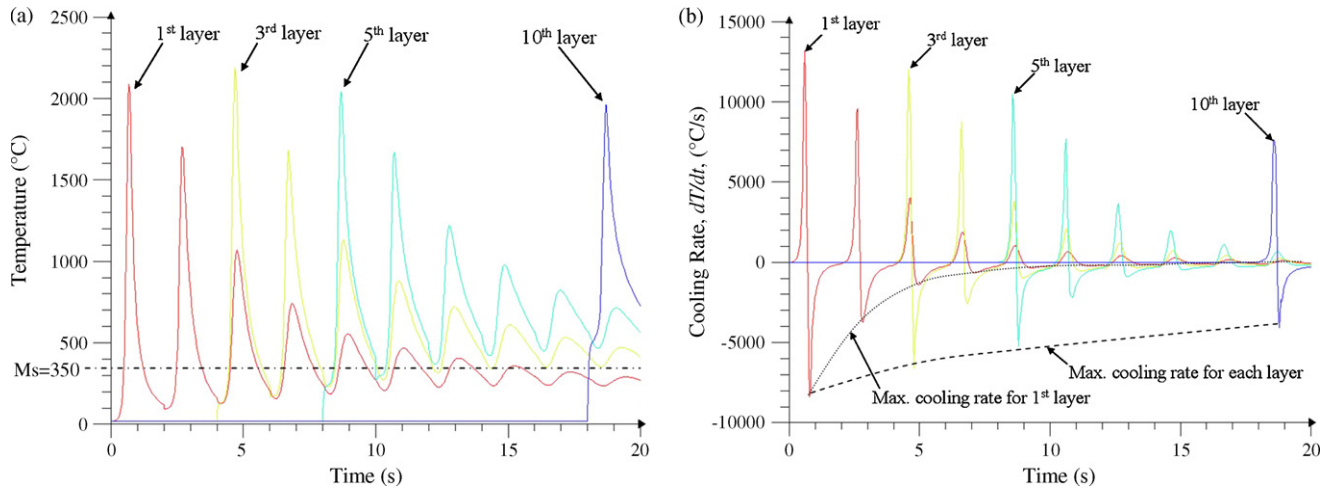 (a)
2500
2000
1500
1000
500
Ms=350
0
Temperature (°C)
1st layer
3rd layer
5th layer
10th layer
0
5
10
15
20
Time (s)
(b)
15000
10000
5000
0
-5000
-10000
Cooling Rate, dT/dt, (°C/s)
1st layer
3rd layer
5th layer
10th layer
Max. cooling rate for each layer
Max. cooling rate for 1st layer
0
5
10
15
20
Time (s)